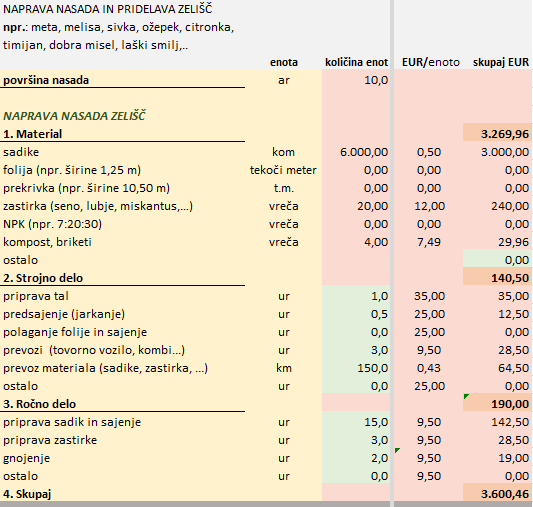 NAPRAVA NASADA IN PRIDELAVA ZELIŠČ
npr.: meta, melisa, sivka, ožepek, citronka,
timijan, dobra misel, laški smilj,..
enota količina enot EUR/enoto skupaj EUR
površina nasada ar 10,0
NAPRAVA NASADA ZELIŠČ
1. Material 3.269,96
sadike kom 6.000,00 0,50 3.000,00
folija (npr. širine 1,25 m) tekoči meter 0,00 0,00 0,00
prekrivka (npr. širine 10,50 m) t.m. 0,00 0,00 0,00
zastirka (seno, lubje, miskantus,...) vreča 20,00 12,00 240,00
NPK (npr. 7:20:30) vreča 0,00 0,00 0,00
kompost, briketi vreča 4,00 7,49 29,96
ostalo 0,00
2. Strojno delo 140,50
priprava tal ur 1,0 35,00 35,00
predsajenje (jarkanje) ur 0,5 25,00 12,50
polaganje folije in sajenje ur 0,0 25,00 0,00
prevozi (tovorno vozilo, kombi...) ur 3,0 9,50 28,50
prevoz materiala (sadike, zastirka, ...) km 150,0 0,43 64,50
ostalo ur 0,0 25,00 0,00
3. Ročno delo 190,00
priprava sadik in sajenje ur 15,0 9,50 142,50
priprava zastirke ur 3,0 9,50 28,50
gnojenje ur 2,0 9,50 19,00
ostalo ur 0,0 9,50 0,00
4. Skupaj 3.600,46